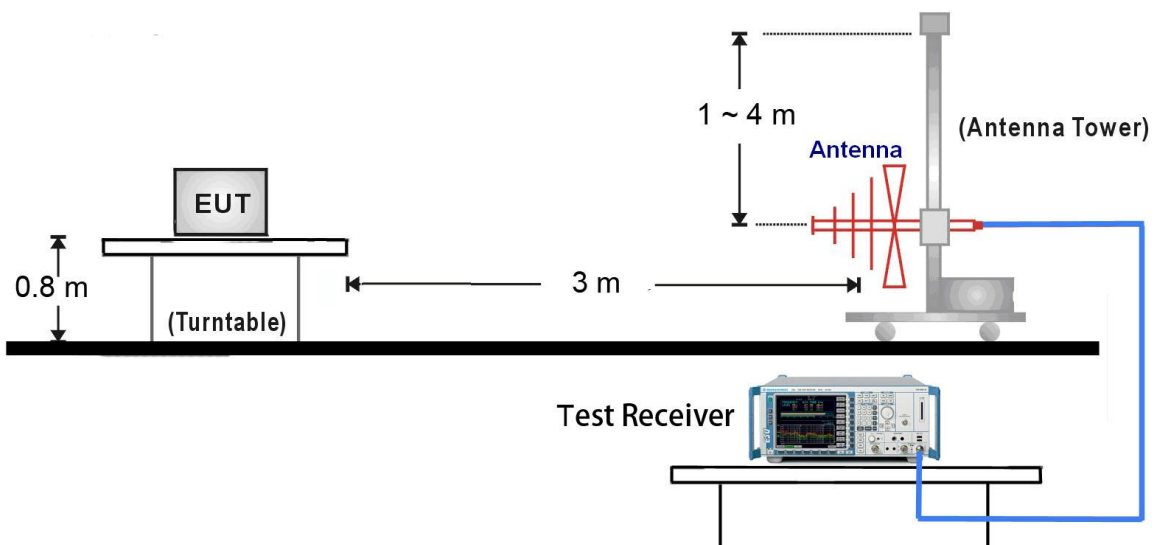 1 ~ 4 m
(Antenna Tower)
Antenna
EUT
0.8 m
3 m
(Turntable)
Test Receiver